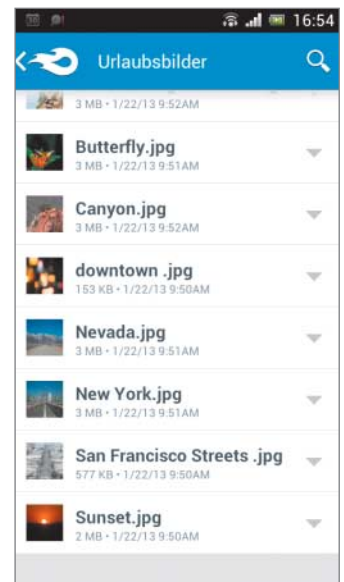 16:54
Urlaubsbilder
3 MB · 1/22/13 9:52AM
Butterfly.jpg
3 MB · 1/22/13 9:51AM
Canyon.jpg
3 MB · 1/22/13 9:52AM
downtown .jpg
153 KB · 1/22/13 9:50AM
Nevada.jpg
3 MB · 1/22/13 9:51AM
New York.jpg
3 MB · 1/22/13 9:51AM
San Francisco Streets .jpg
577 KB · 1/22/13 9:50AM
Sunset.jpg
2 MB · 1/22/13 9:50AM